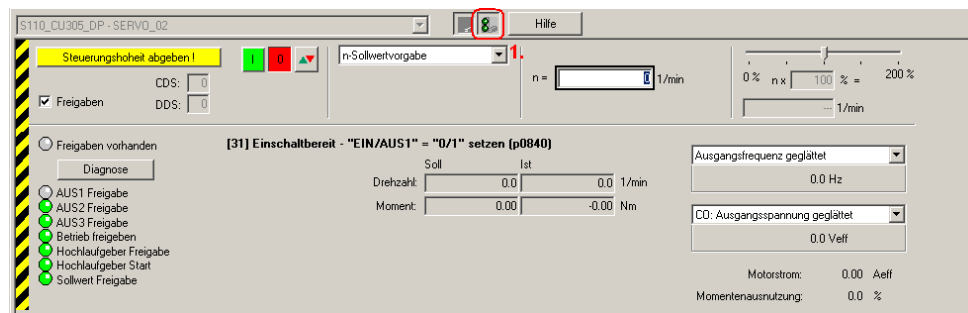 S110_CU305_DP - SERVO_02
Hilfe
Steuerungshoheit abgeben !
I
0
n-Sollwertvorgabe
1.
n =
0
1/min
0 %
n x
100
% =
200 %
CDS:
0
Freigaben
DDS:
0
---
1/min
Freigaben vorhanden
[31] Einschaltbereit - "EIN/AUS1" = "0/1" setzen (p0840)
Diagnose
Soll
Ist
Drehzahl:
0.0
0.0
1/min
Moment:
0.00
-0.00
Nm
AUS1 Freigabe
AUS2 Freigabe
AUS3 Freigabe
Betrieb freigeben
Hochlaufgeber Freigabe
Hochlaufgeber Start
Sollwert Freigabe
Ausgangsfrequenz geglättet
0.0 Hz
CO: Ausgangsspannung geglättet
0.0 Veff
Motorstrom:
0.00
Aeff
Momentenausnutzung:
0.0
%